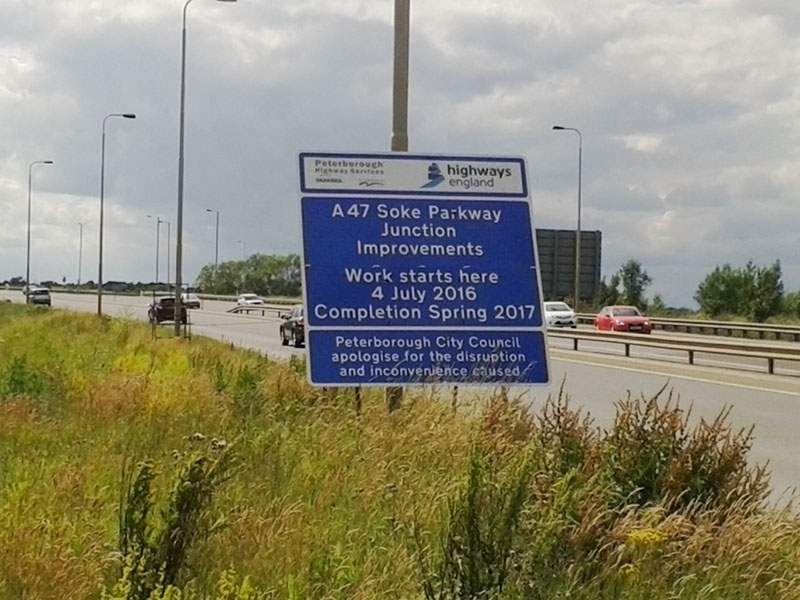 Peterborough
Highway Services
SKANSKA
highways
england
A47 Soke Parkway
Junction
Improvements
Work starts here
4 July 2016
Completion Spring 2017
Peterborough City Council
apologise for the disruption
and inconvenience caused